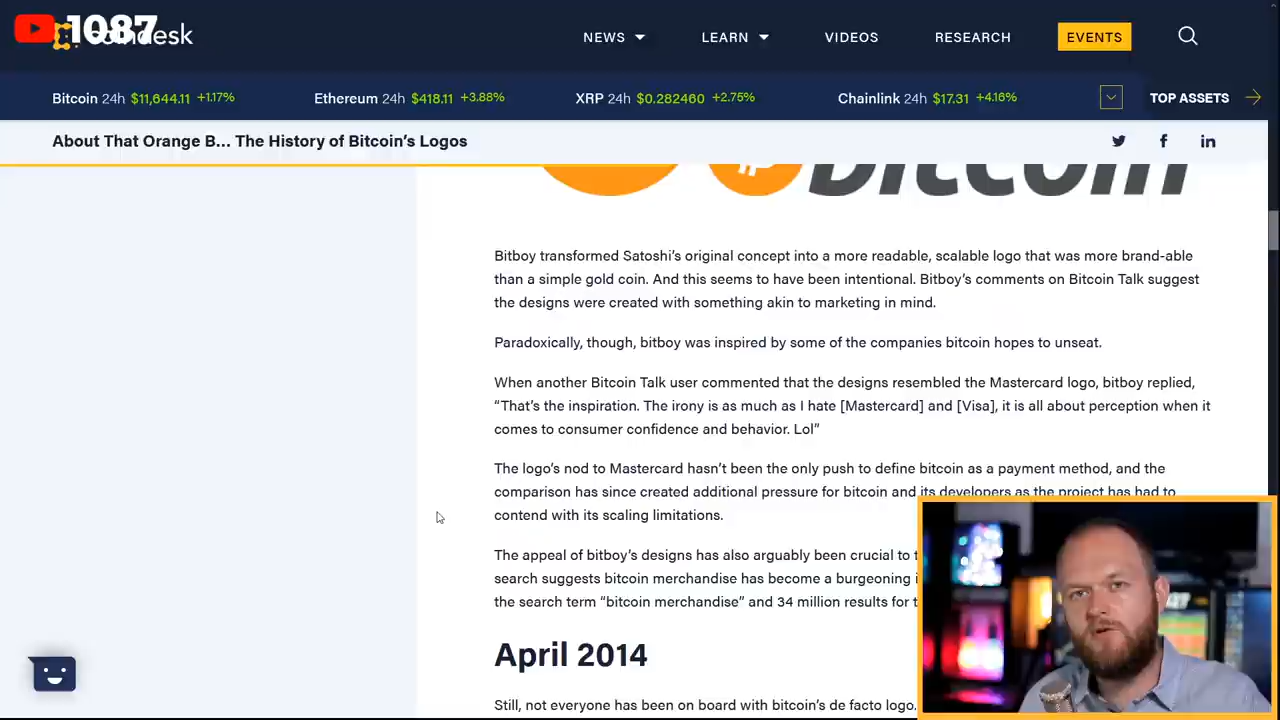 1087
coindesk
NEWS LEARN VIDEOS RESEARCH EVENTS
Bitcoin 24h $11,644.11 +1.17% Ethereum 24h $418.11 +3.88% XRP 24h $0.282460 +2.75% Chainlink 24h $17.31 +4.16% TOP ASSETS
About That Orange B... The History of Bitcoin's Logos
Bitcoin
Bitboy transformed Satoshi's original concept into a more readable, scalable logo that was more brand-able
than a simple gold coin. And this seems to have been intentional. Bitboy's comments on Bitcoin Talk suggest
the designs were created with something akin to marketing in mind.
Paradoxically, though, bitboy was inspired by some of the companies bitcoin hopes to unseat.
When another Bitcoin Talk user commented that the designs resembled the Mastercard logo, bitboy replied,
“That's the inspiration. The irony is as much as I hate [Mastercard] and [Visa], it is all about perception when it
comes to consumer confidence and behavior. Lol”
The logo's nod to Mastercard hasn't been the only push to define bitcoin as a payment method, and the
comparison has since created additional pressure for bitcoin and its developers as the project has had to
contend with its scaling limitations.
The appeal of bitboy's designs has also arguably been crucial to
search suggests bitcoin merchandise has become a burgeoning
the search term “bitcoin merchandise” and 34 million results for
April 2014
Still, not everyone has been on board with bitcoin's de facto logo.